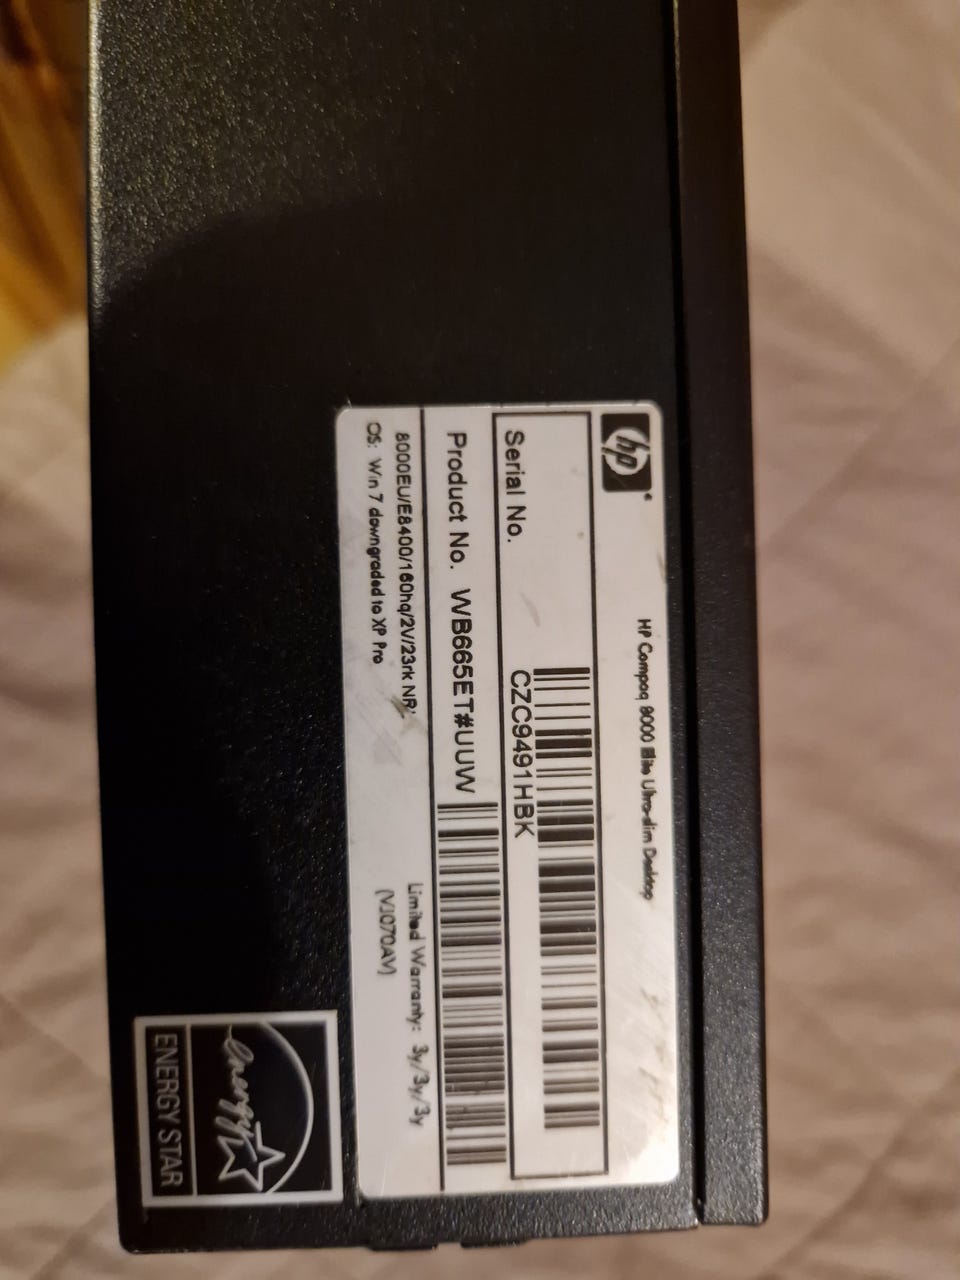 hp
HP Compaq 8000 Elite Ultra-slim Desktop
Serial No.
CZC9491HBK
Product No. WB665ET#UUW
8000EU/E8400/160hq/2V/23rk NR
Limited Warranty: 3y/3y/3y
OS: Win 7 downgraded to XP Pro
(VJ070AV)
energy
ENERGY STAR